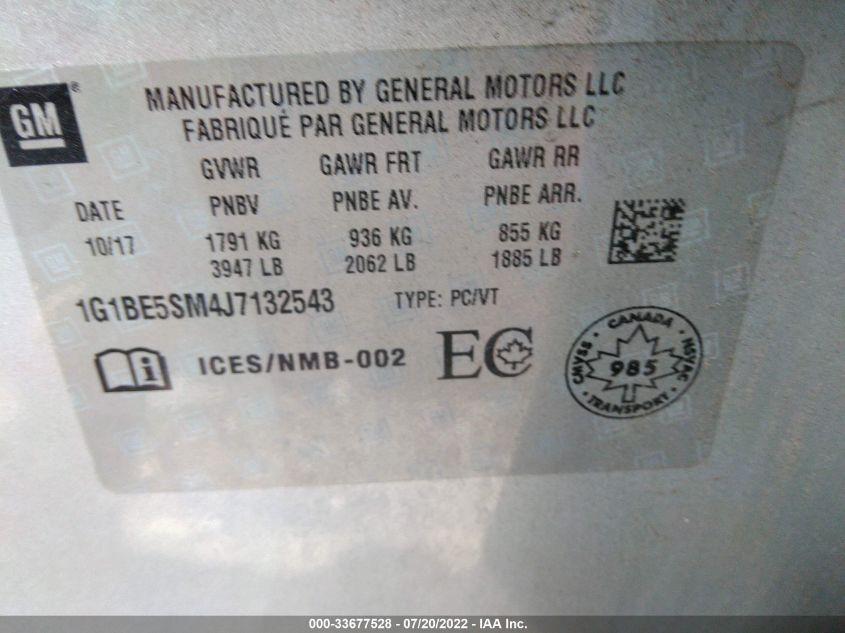 GM ®
MANUFACTURED BY GENERAL MOTORS LLC
FABRIQUÉ PAR GENERAL MOTORS LLC
GVWR GAWR FRT GAWR RR
DATE PNBV PNBE AV. PNBE ARR.
10/17 1791 KG 936 KG 855 KG
3947 LB 2062 LB 1885 LB
1G1BE5SM4J7132543 TYPE: PC/VT
i ICES/NMB-002 EC
CANADA
CMVSS • NSVAC
985
• TRANSPORT •
000-33677528 - 07/20/2022 - IAA Inc.